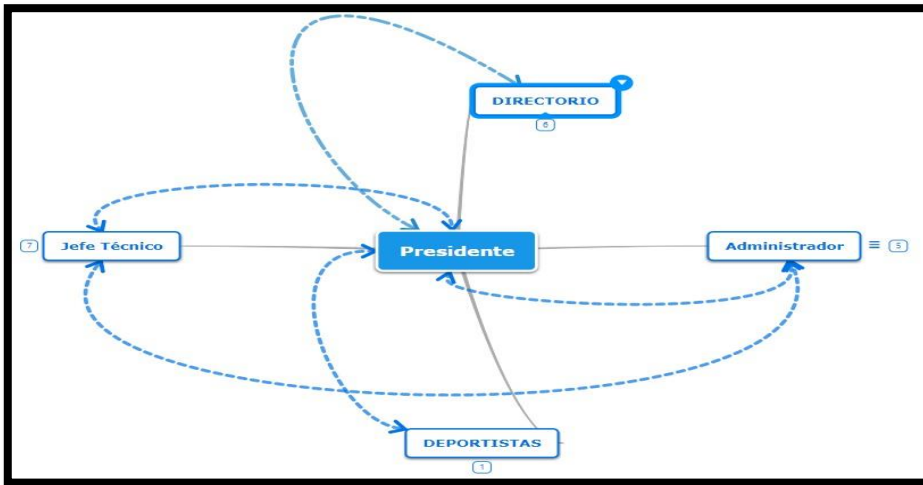 DIRECTORIO
6
7
Jefe Técnico
Presidente
Administrador
5
DEPORTISTAS
1